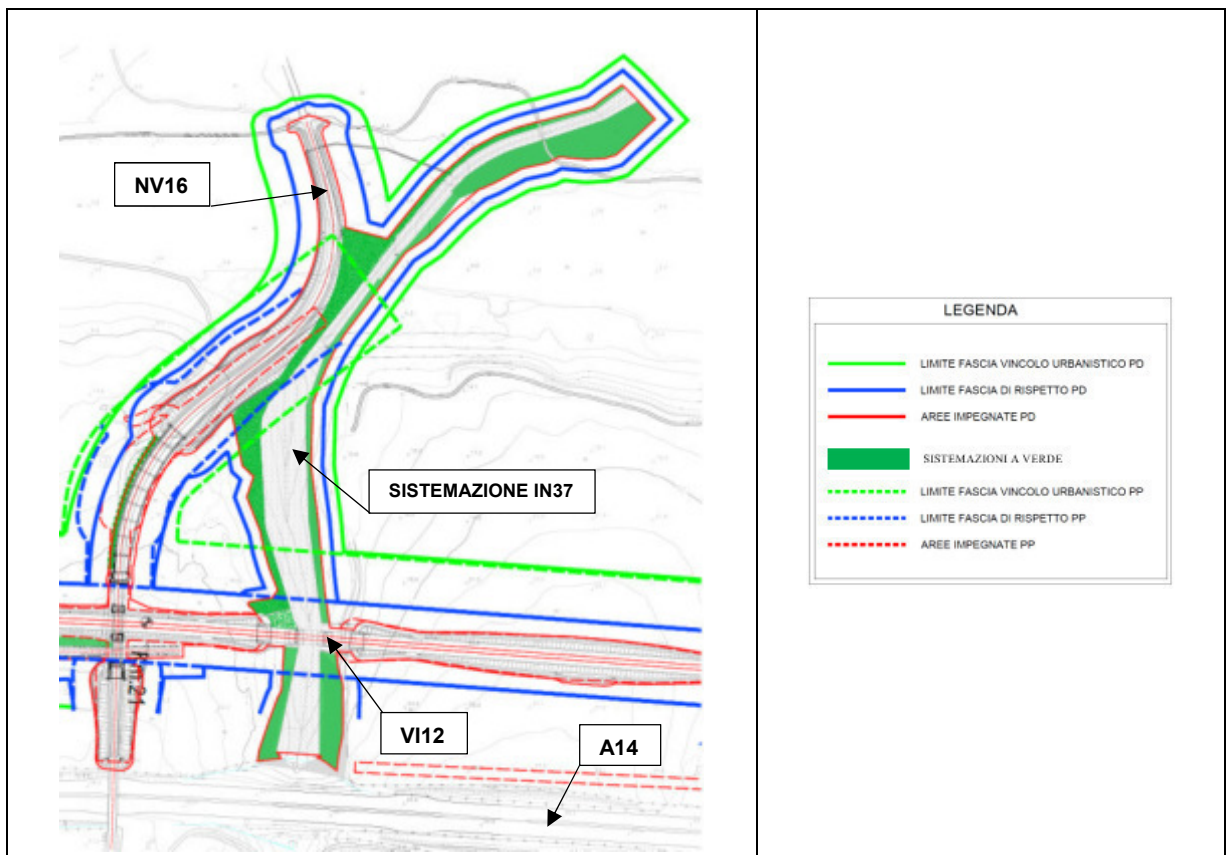 NV16
SISTEMAZIONE IN37
VI12
A14
LEGENDA
LIMITE FASCIA VINCOLO URBANISTICO PD
LIMITE FASCIA DI RISPETTO PD
AREE IMPEGNATE PD
SISTEMAZIONI A VERDE
LIMITE FASCIA VINCOLO URBANISTICO PP
LIMITE FASCIA DI RISPETTO PP
AREE IMPEGNATE PP